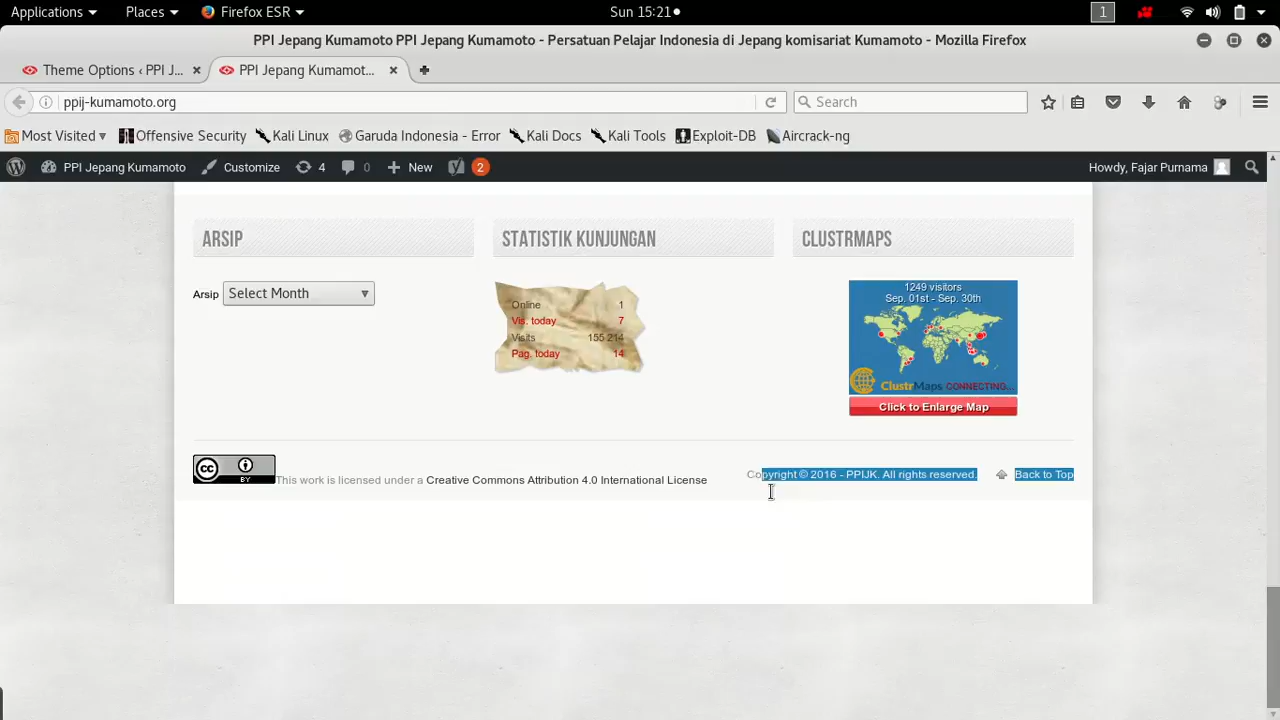 Applications Places Firefox ESR Sun 15:21 1
PPI Jepang Kumamoto PPI Jepang Kumamoto - Persatuan Pelajar Indonesia di Jepang komisariat Kumamoto - Mozilla Firefox
Theme Options ‹ PPI J... PPI Jepang Kumamot...
ppij-kumamoto.org Search
Most Visited Offensive Security Kali Linux Garuda Indonesia - Error Kali Docs Kali Tools Exploit-DB Aircrack-ng
PPI Jepang Kumamoto Customize 4 0 New 2 Howdy, Fajar Purnama
ARSIP STATISTIK KUNJUNGAN CLUSTRMAPS
Arsip Select Month
Online 1
Vis. today 7
Visits 155 214
Pag. today 14
1249 visitors
Sep. 01st - Sep. 30th
ClustrMaps CONNECTING...
Click to Enlarge Map
CC BY
This work is licensed under a Creative Commons Attribution 4.0 International License
Copyright © 2016 - PPIJK. All rights reserved. Back to Top